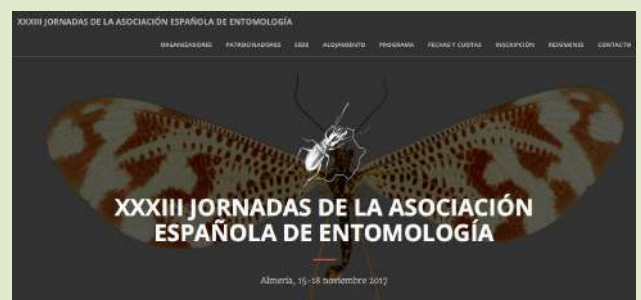 XXXIII JORNADAS DE LA ASOCIACIÓN ESPAÑOLA DE ENTOMOLOGÍA
ORGANIZADORES PATROCINADORES SEDE ALOJAMIENTO PROGRAMA FECHAS Y CUOTAS INSCRIPCIÓN RESÚMENES CONTACTO
XXXIII JORNADAS DE LA ASOCIACIÓN
ESPAÑOLA DE ENTOMOLOGÍA
Almería, 15-18 noviembre 2017